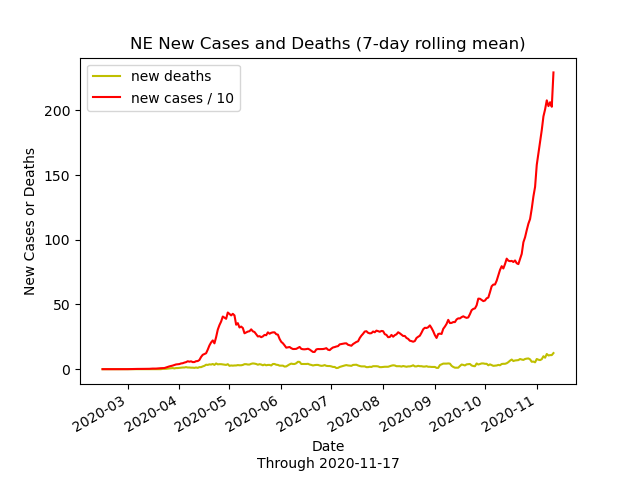 NE New Cases and Deaths (7-day rolling mean)
new deaths
new cases / 10
New Cases or Deaths
200
150
100
50
0
2020-03
2020-04
2020-05
2020-06
2020-07
2020-08
2020-09
2020-10
2020-11
Date
Through 2020-11-17